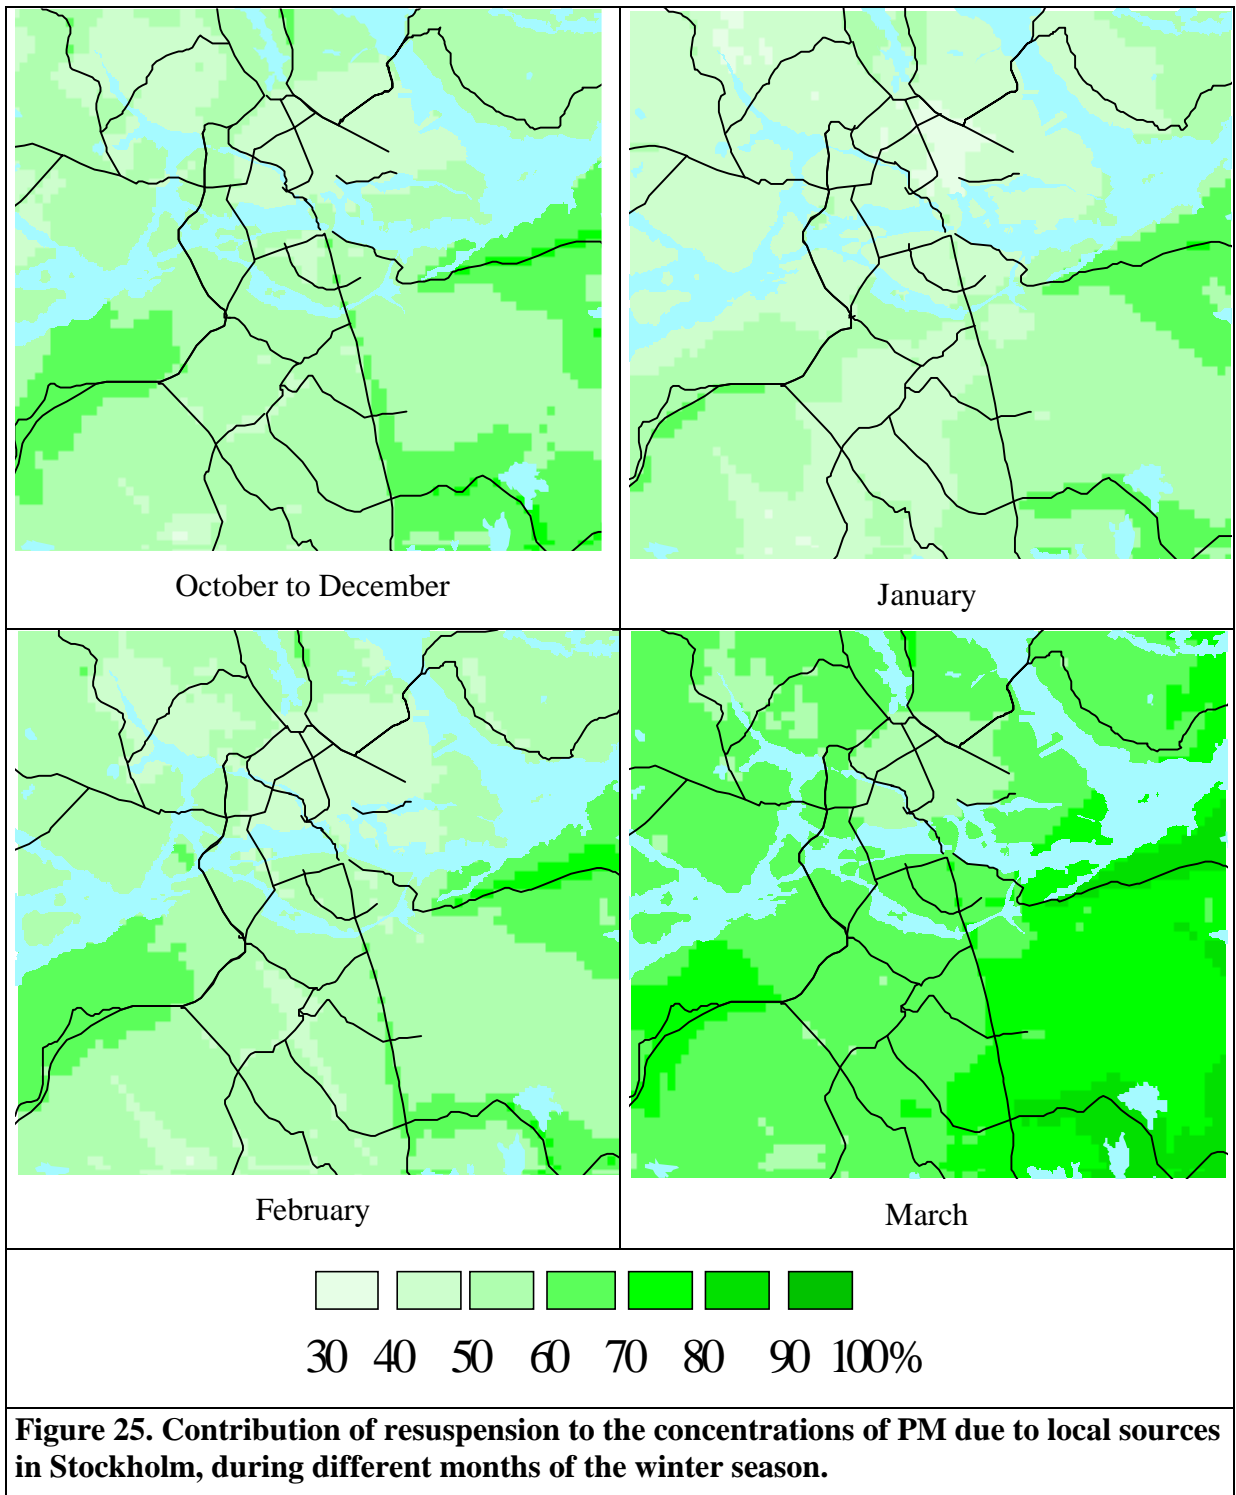 October to December
January
February
March
30 40 50 60 70 80 90 100%
Figure 25. Contribution of resuspension to the concentrations of PM due to local sources
in Stockholm, during different months of the winter season.